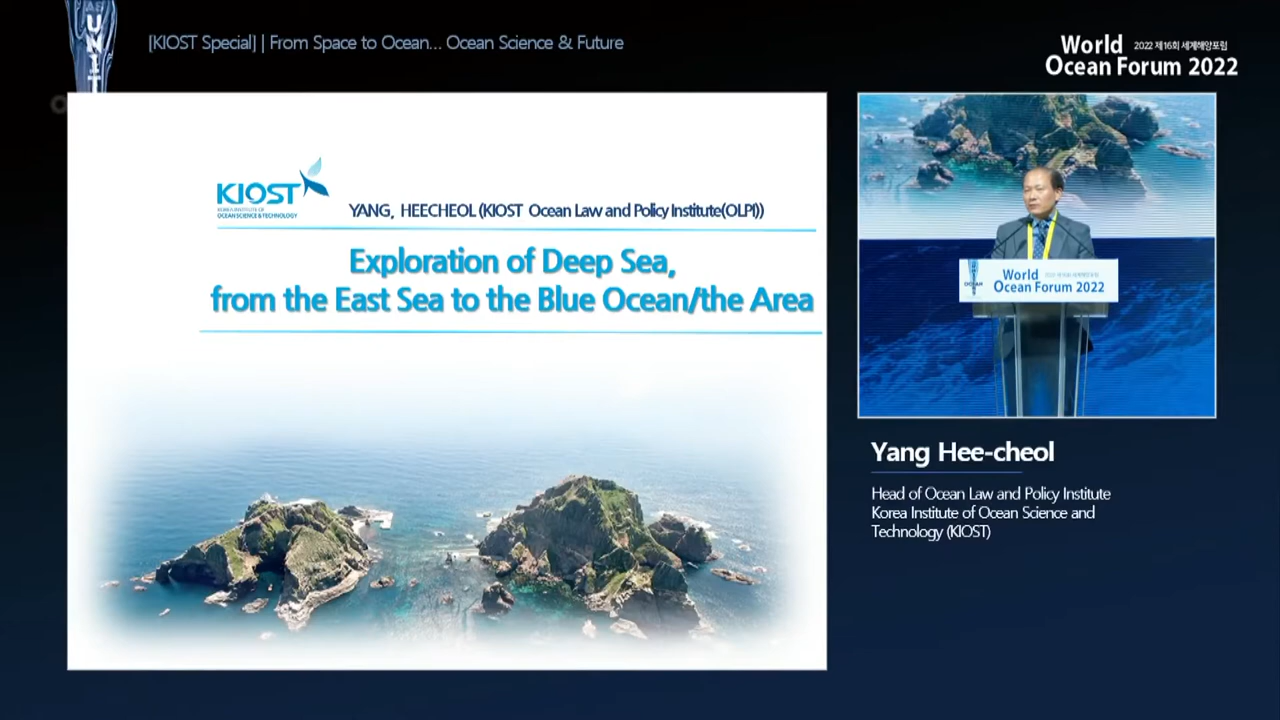 UNIT
[KIOST Special] | From Space to Ocean... Ocean Science & Future
World 2022 제16회 세계해양포럼
Ocean Forum 2022
KIOST
KOREA INSTITUTE OF
OCEAN SCIENCE & TECHNOLOGY
YANG, HEECHEOL (KIOST Ocean Law and Policy Institute(OLPI))
Exploration of Deep Sea,
from the East Sea to the Blue Ocean/the Area
World
Ocean Forum 2022
Yang Hee-cheol
Head of Ocean Law and Policy Institute
Korea Institute of Ocean Science and
Technology (KIOST)